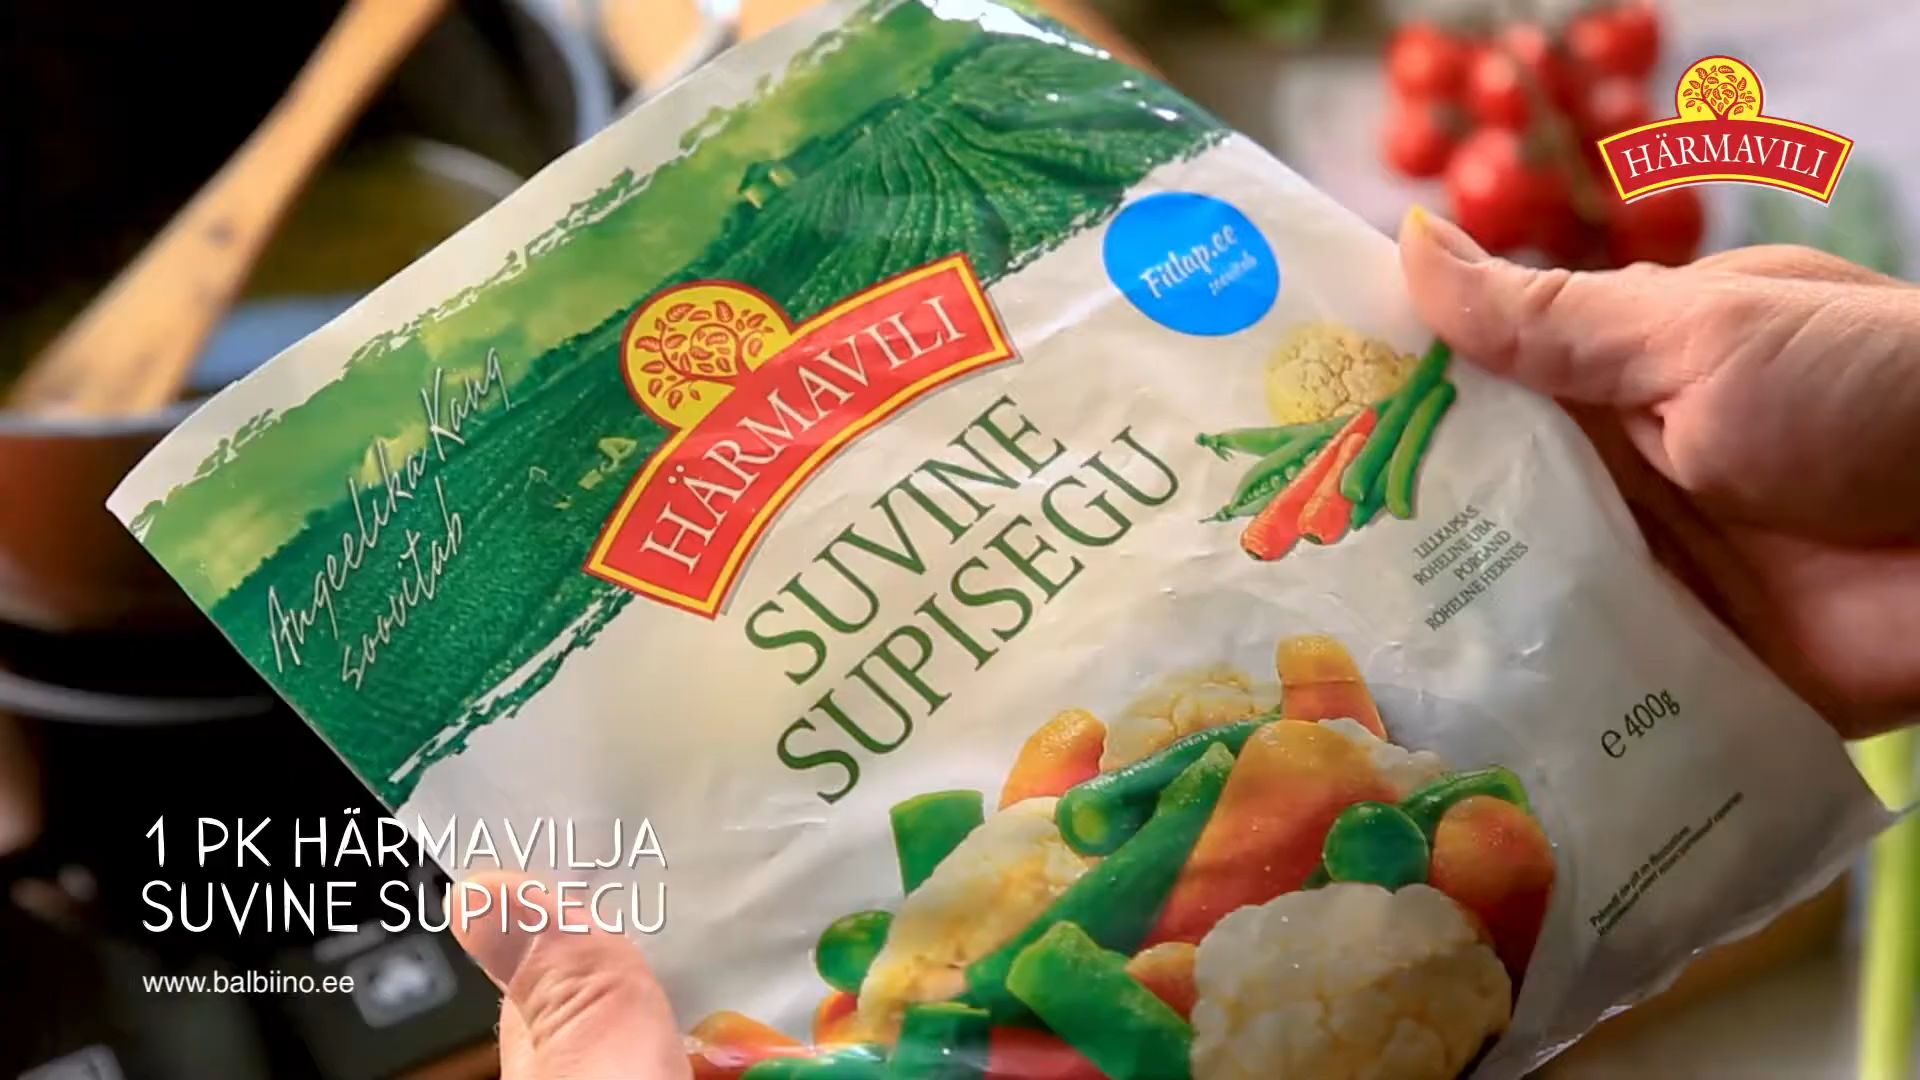 HÄRMAVILI
Fitlap.ee
soovitab
Angeelika Kang
soovitab
HÄRMAVILI
SUVINE
SUPISEGU
LILLKAPSAS
ROHELINE UBA
PORGAND
ROHELINE HERNES
e 400g
1 PK HÄRMAVILJA
SUVINE SUPISEGU
www.balbiino.ee